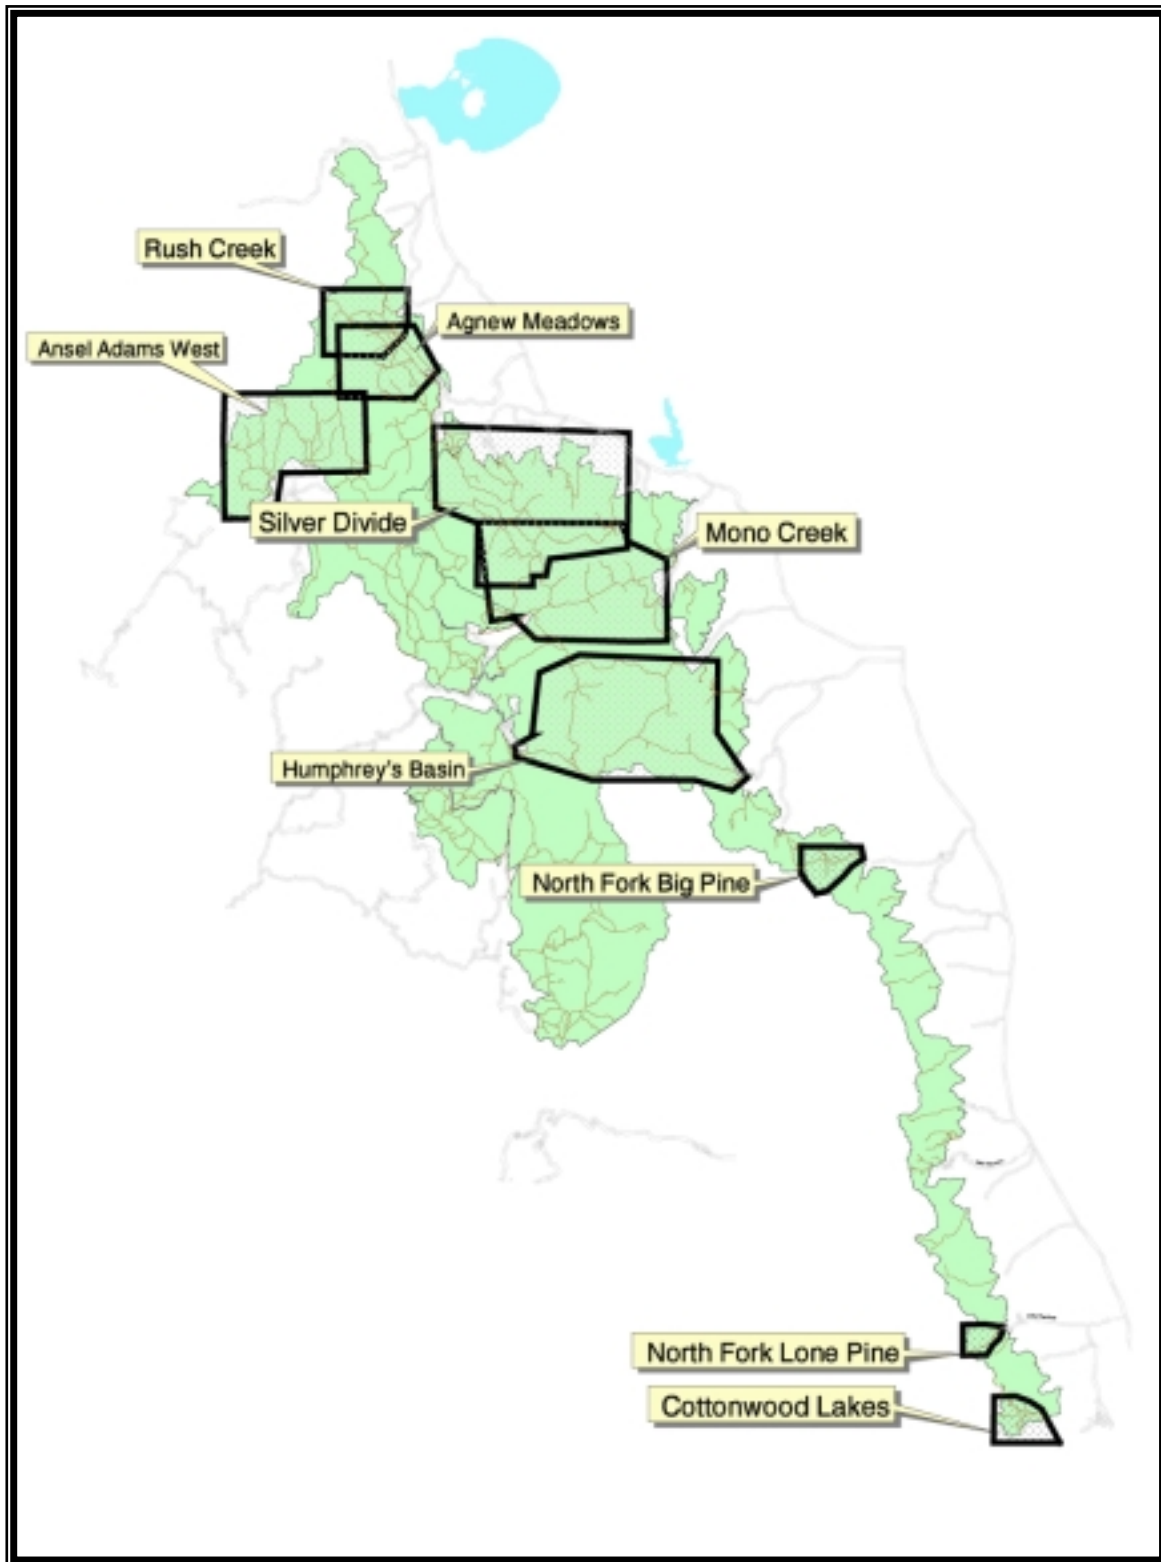 Rush Creek
Agnew Meadows
Ansel Adams West
Silver Divide
Mono Creek
Humphrey's Basin
North Fork Big Pine
North Fork Lone Pine
Cottonwood Lakes